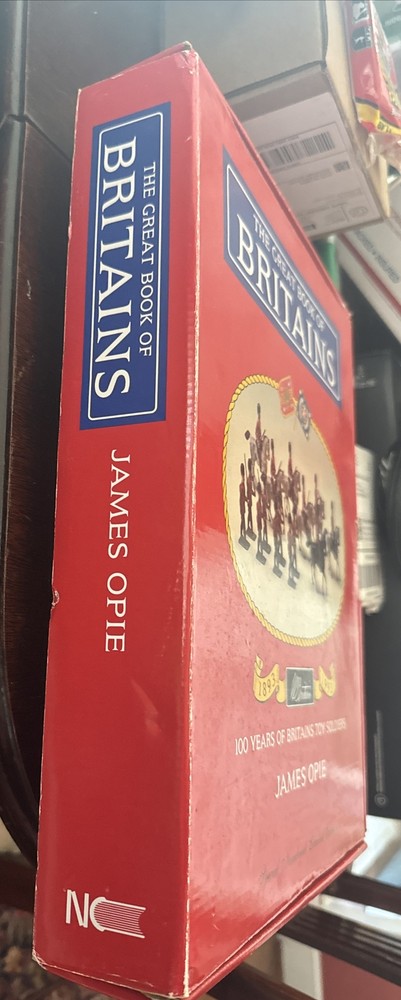 THE GREAT BOOK OF
BRITAINS
JAMES OPIE
NC
THE GREAT BOOK OF
BRITAINS
1893
100 YEARS OF BRITAINS TOY SOLDIERS
JAMES OPIE